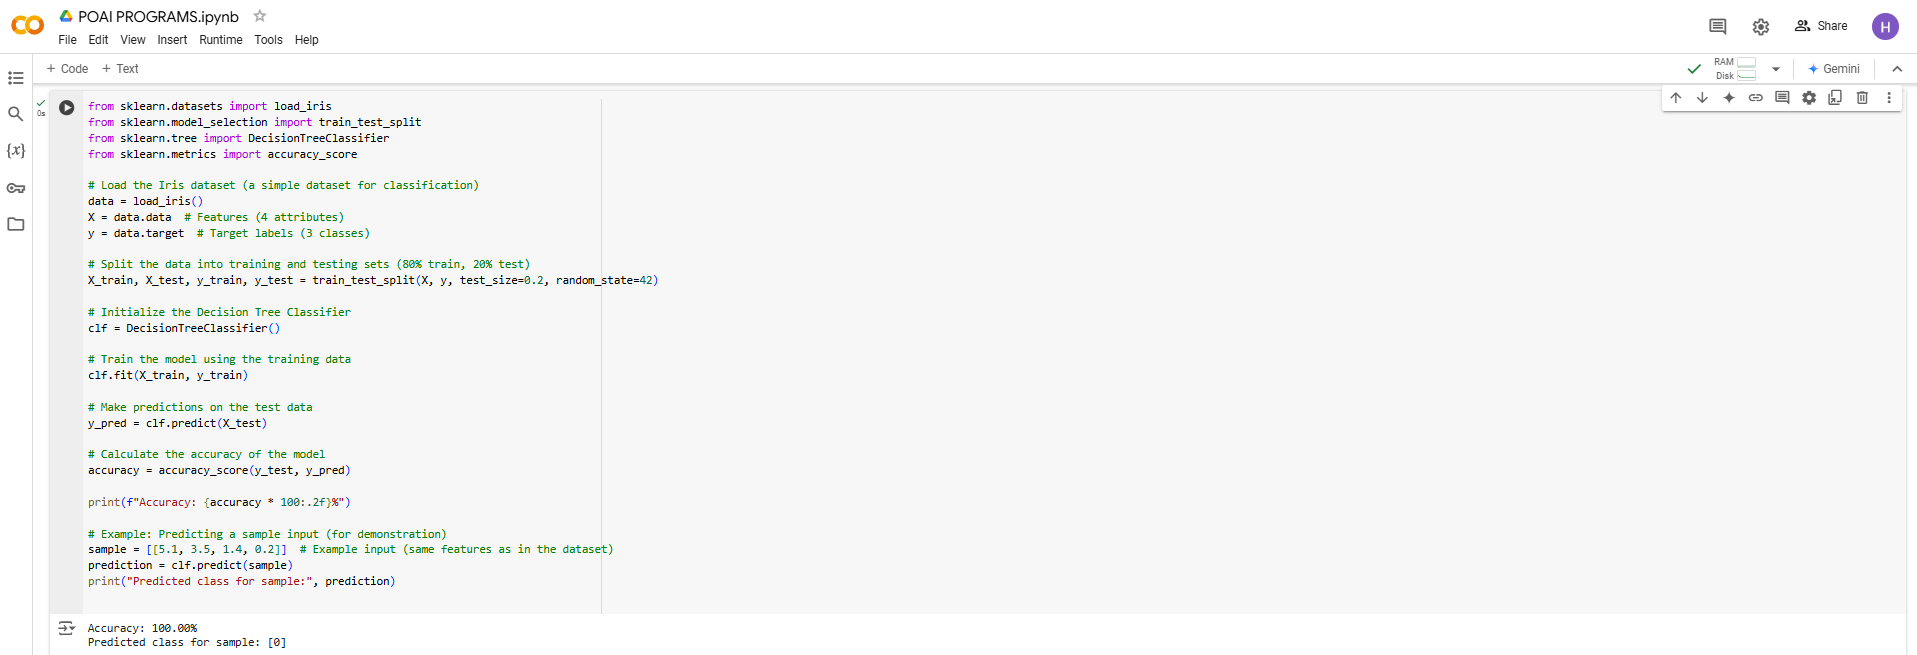 POAI PROGRAMS.ipynb
File Edit View Insert Runtime Tools Help
Share
H
+ Code + Text
RAM
Disk
Gemini
{x}
0s
from sklearn.datasets import load_iris
from sklearn.model_selection import train_test_split
from sklearn.tree import DecisionTreeClassifier
from sklearn.metrics import accuracy_score
# Load the Iris dataset (a simple dataset for classification)
data = load_iris()
X = data.data  # Features (4 attributes)
y = data.target  # Target labels (3 classes)
# Split the data into training and testing sets (80% train, 20% test)
X_train, X_test, y_train, y_test = train_test_split(X, y, test_size=0.2, random_state=42)
# Initialize the Decision Tree Classifier
clf = DecisionTreeClassifier()
# Train the model using the training data
clf.fit(X_train, y_train)
# Make predictions on the test data
y_pred = clf.predict(X_test)
# Calculate the accuracy of the model
accuracy = accuracy_score(y_test, y_pred)
print(f"Accuracy: {accuracy * 100:.2f}%")
# Example: Predicting a sample input (for demonstration)
sample = [[5.1, 3.5, 1.4, 0.2]]  # Example input (same features as in the dataset)
prediction = clf.predict(sample)
print("Predicted class for sample:", prediction)
Accuracy: 100.00%
Predicted class for sample: [0]